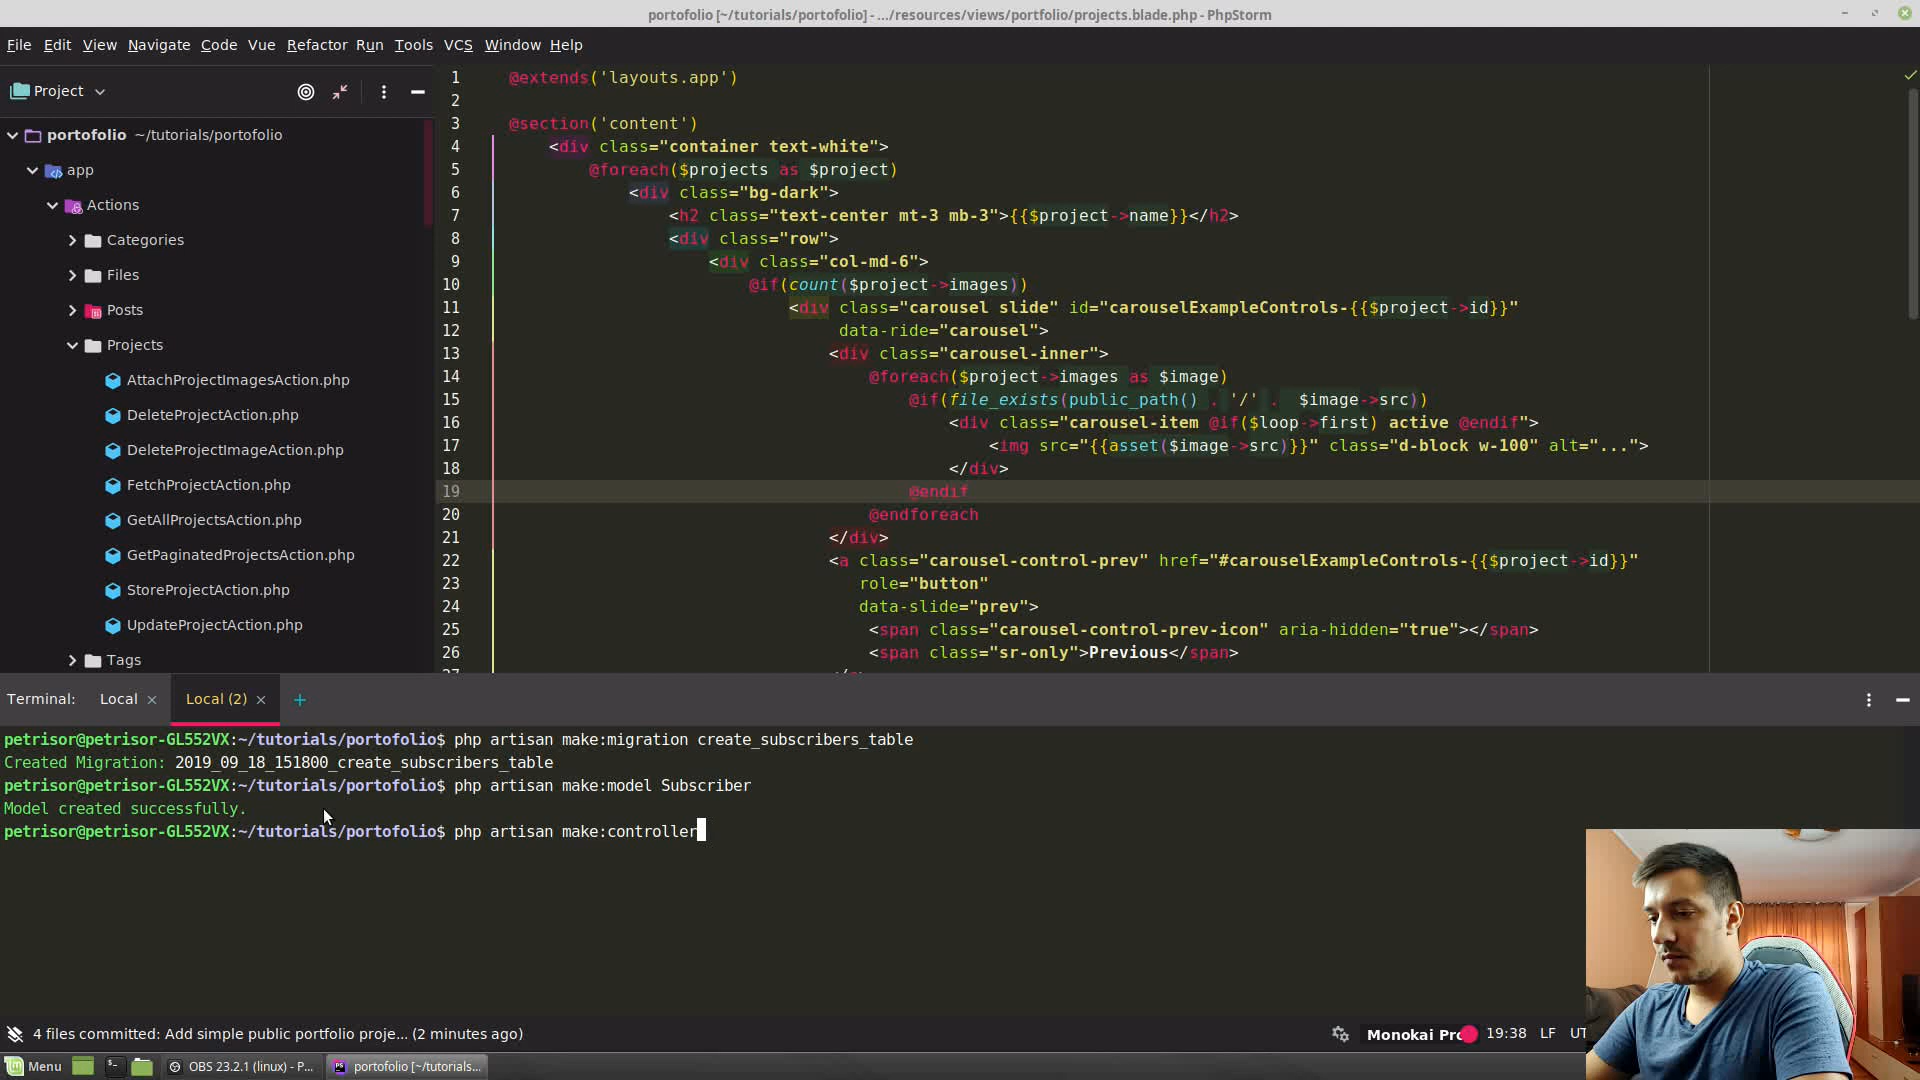 portofolio [~/tutorials/portofolio] - .../resources/views/portfolio/projects.blade.php - PhpStorm
File Edit View Navigate Code Vue Refactor Run Tools VCS Window Help
Project
portofolio ~/tutorials/portofolio
app
Actions
Categories
Files
Posts
Projects
AttachProjectImagesAction.php
DeleteProjectAction.php
DeleteProjectImageAction.php
FetchProjectAction.php
GetAllProjectsAction.php
GetPaginatedProjectsAction.php
StoreProjectAction.php
UpdateProjectAction.php
Tags
1 @extends('layouts.app')
2
3 @section('content')
4 <div class="container text-white">
5 @foreach($projects as $project)
6 <div class="bg-dark">
7 <h2 class="text-center mt-3 mb-3">{{$project->name}}</h2>
8 <div class="row">
9 <div class="col-md-6">
10 @if(count($project->images))
11 <div class="carousel slide" id="carouselExampleControls-{{$project->id}}"
12 data-ride="carousel">
13 <div class="carousel-inner">
14 @foreach($project->images as $image)
15 @if(file_exists(public_path() . '/' . $image->src))
16 <div class="carousel-item @if($loop->first) active @endif">
17 <img src="{{asset($image->src)}}" class="d-block w-100" alt="...">
18 </div>
19 @endif
20 @endforeach
21 </div>
22 <a class="carousel-control-prev" href="#carouselExampleControls-{{$project->id}}"
23 role="button"
24 data-slide="prev">
25 <span class="carousel-control-prev-icon" aria-hidden="true"></span>
26 <span class="sr-only">Previous</span>
Terminal: Local × Local (2) × +
petrisor@petrisor-GL552VX:~/tutorials/portofolio$ php artisan make:migration create_subscribers_table
Created Migration: 2019_09_18_151800_create_subscribers_table
petrisor@petrisor-GL552VX:~/tutorials/portofolio$ php artisan make:model Subscriber
Model created successfully.
petrisor@petrisor-GL552VX:~/tutorials/portofolio$ php artisan make:controller
4 files committed: Add simple public portfolio proje... (2 minutes ago)
Monokai Pro 19:38 LF UT
Menu OBS 23.2.1 (linux) - P... portofolio [~/tutorials...